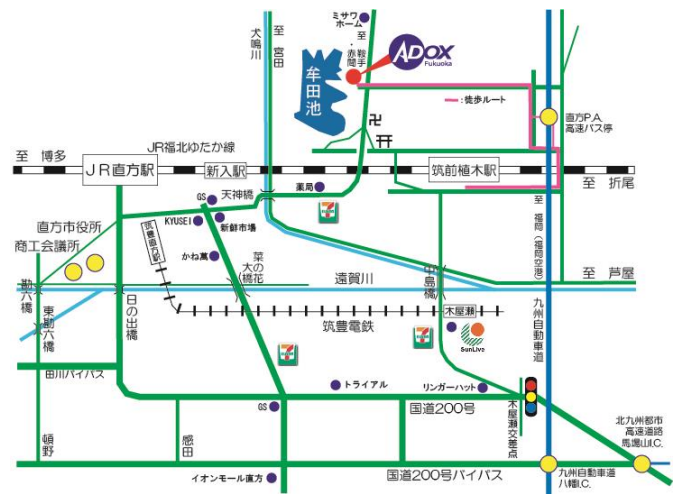 ミサワ
ホーム
至
宮田
犬鳴川
至
鞍手
・
赤間
ADOX
Fukuoka
牟田池
:徒歩ルート
直方P.A.
高速バス停
卍
JR福北ゆたか線
至 博多
JR直方駅
新入駅
筑前植木駅
至 折尾
薬局
天神橋
GS
KYUSEI
新鮮市場
直方市役所
商工会議所
筑豊直方駅
かね萬
菜の花
大橋
遠賀川
中島橋
至 福岡(福岡空港)
至 芦屋
勘六橋
東勘六橋
日の出橋
筑豊電鉄
木屋瀬
SunLive
九州自動車道
田川バイパス
トライアル
リンガーハット
国道200号
GS
木屋瀬交差点
北九州都市
高速道路
馬場山I.C.
頓野
感田
イオンモール直方
国道200号バイパス
九州自動車道
八幡I.C.